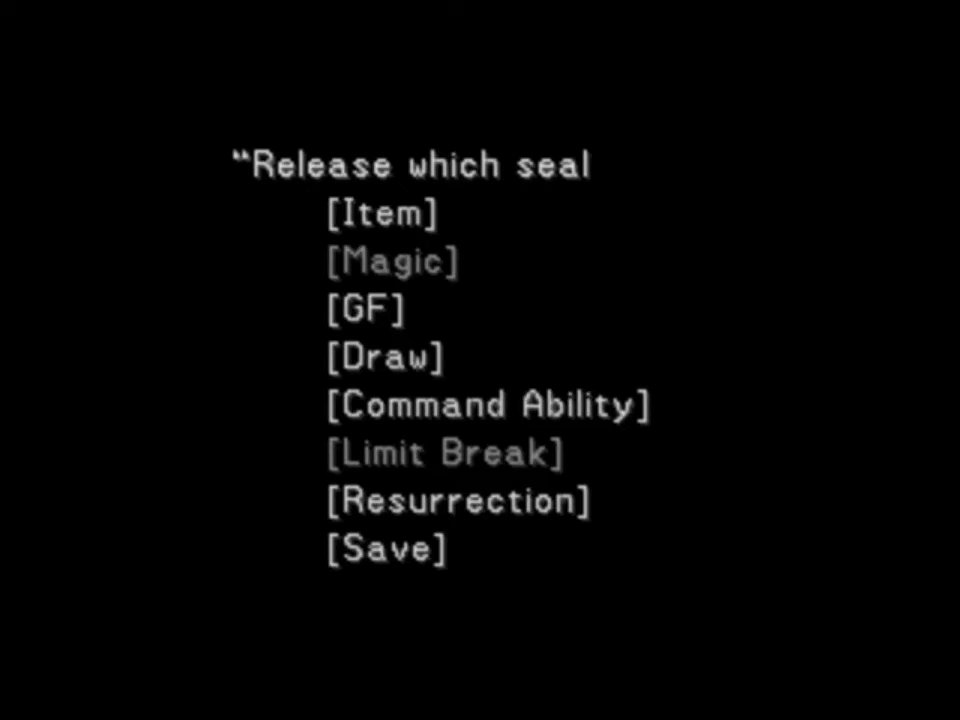 “Release which seal
[Item]
[Magic]
[GF]
[Draw]
[Command Ability]
[Limit Break]
[Resurrection]
[Save]